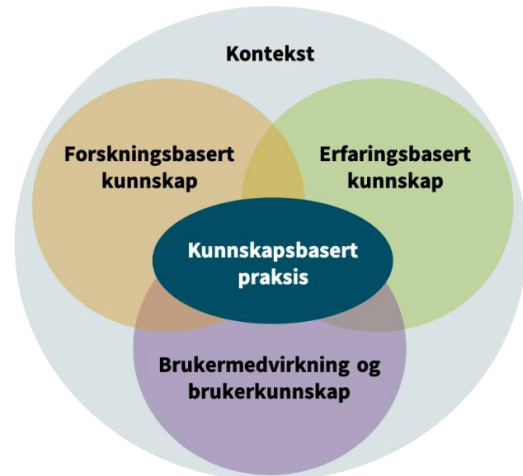 Kontekst
Forskningsbasert
kunnskap
Erfaringsbasert
kunnskap
Kunnskapsbasert
praksis
Brukermedvirkning og
brukerkunnskap